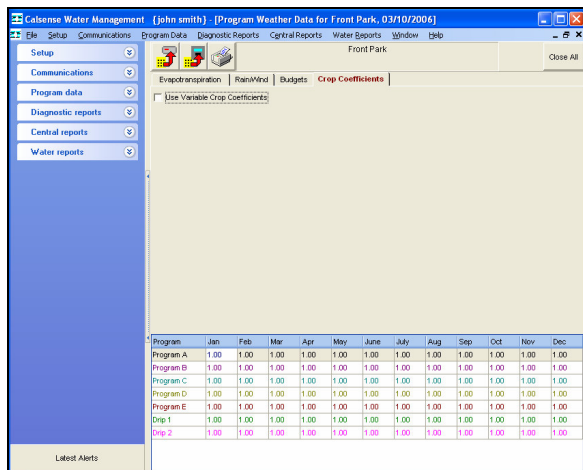 Calsense Water Management {john smith} - [Program Weather Data for Front Park, 03/10/2006]
File Setup Communications Program Data Diagnostic Reports Central Reports Water Reports Window Help
Front Park
Close All
Setup
Communications
Program data
Diagnostic reports
Central reports
Water reports
Evapotranspiration Rain/Wind Budgets Crop Coefficients
Use Variable Crop Coefficients
Program Jan Feb Mar Apr May June July Aug Sep Oct Nov Dec
Program A 1.00 1.00 1.00 1.00 1.00 1.00 1.00 1.00 1.00 1.00 1.00 1.00
Program B 1.00 1.00 1.00 1.00 1.00 1.00 1.00 1.00 1.00 1.00 1.00 1.00
Program C 1.00 1.00 1.00 1.00 1.00 1.00 1.00 1.00 1.00 1.00 1.00 1.00
Program D 1.00 1.00 1.00 1.00 1.00 1.00 1.00 1.00 1.00 1.00 1.00 1.00
Program E 1.00 1.00 1.00 1.00 1.00 1.00 1.00 1.00 1.00 1.00 1.00 1.00
Drip 1 1.00 1.00 1.00 1.00 1.00 1.00 1.00 1.00 1.00 1.00 1.00 1.00
Drip 2 1.00 1.00 1.00 1.00 1.00 1.00 1.00 1.00 1.00 1.00 1.00 1.00
Latest Alerts